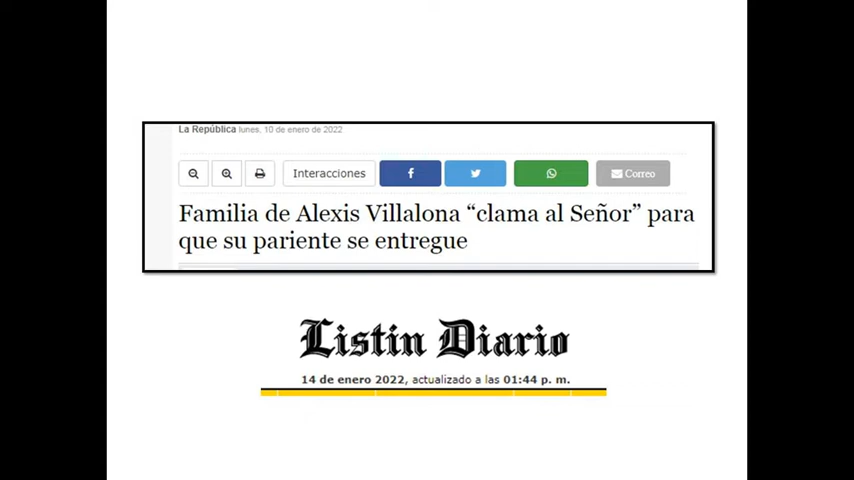 La República lunes, 10 de enero de 2022
Interacciones
Correo
Familia de Alexis Villalona “clama al Señor” para
que su pariente se entregue
Listin Diario
14 de enero 2022, actualizado a las 01:44 p. m.